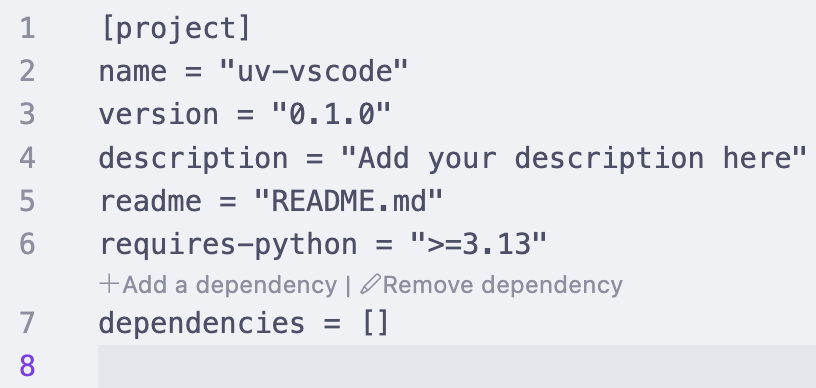 1 [project]
2 name = "uv-vscode"
3 version = "0.1.0"
4 description = "Add your description here"
5 readme = "README.md"
6 requires-python = ">=3.13"
Add a dependency | Remove dependency
7 dependencies = []
8